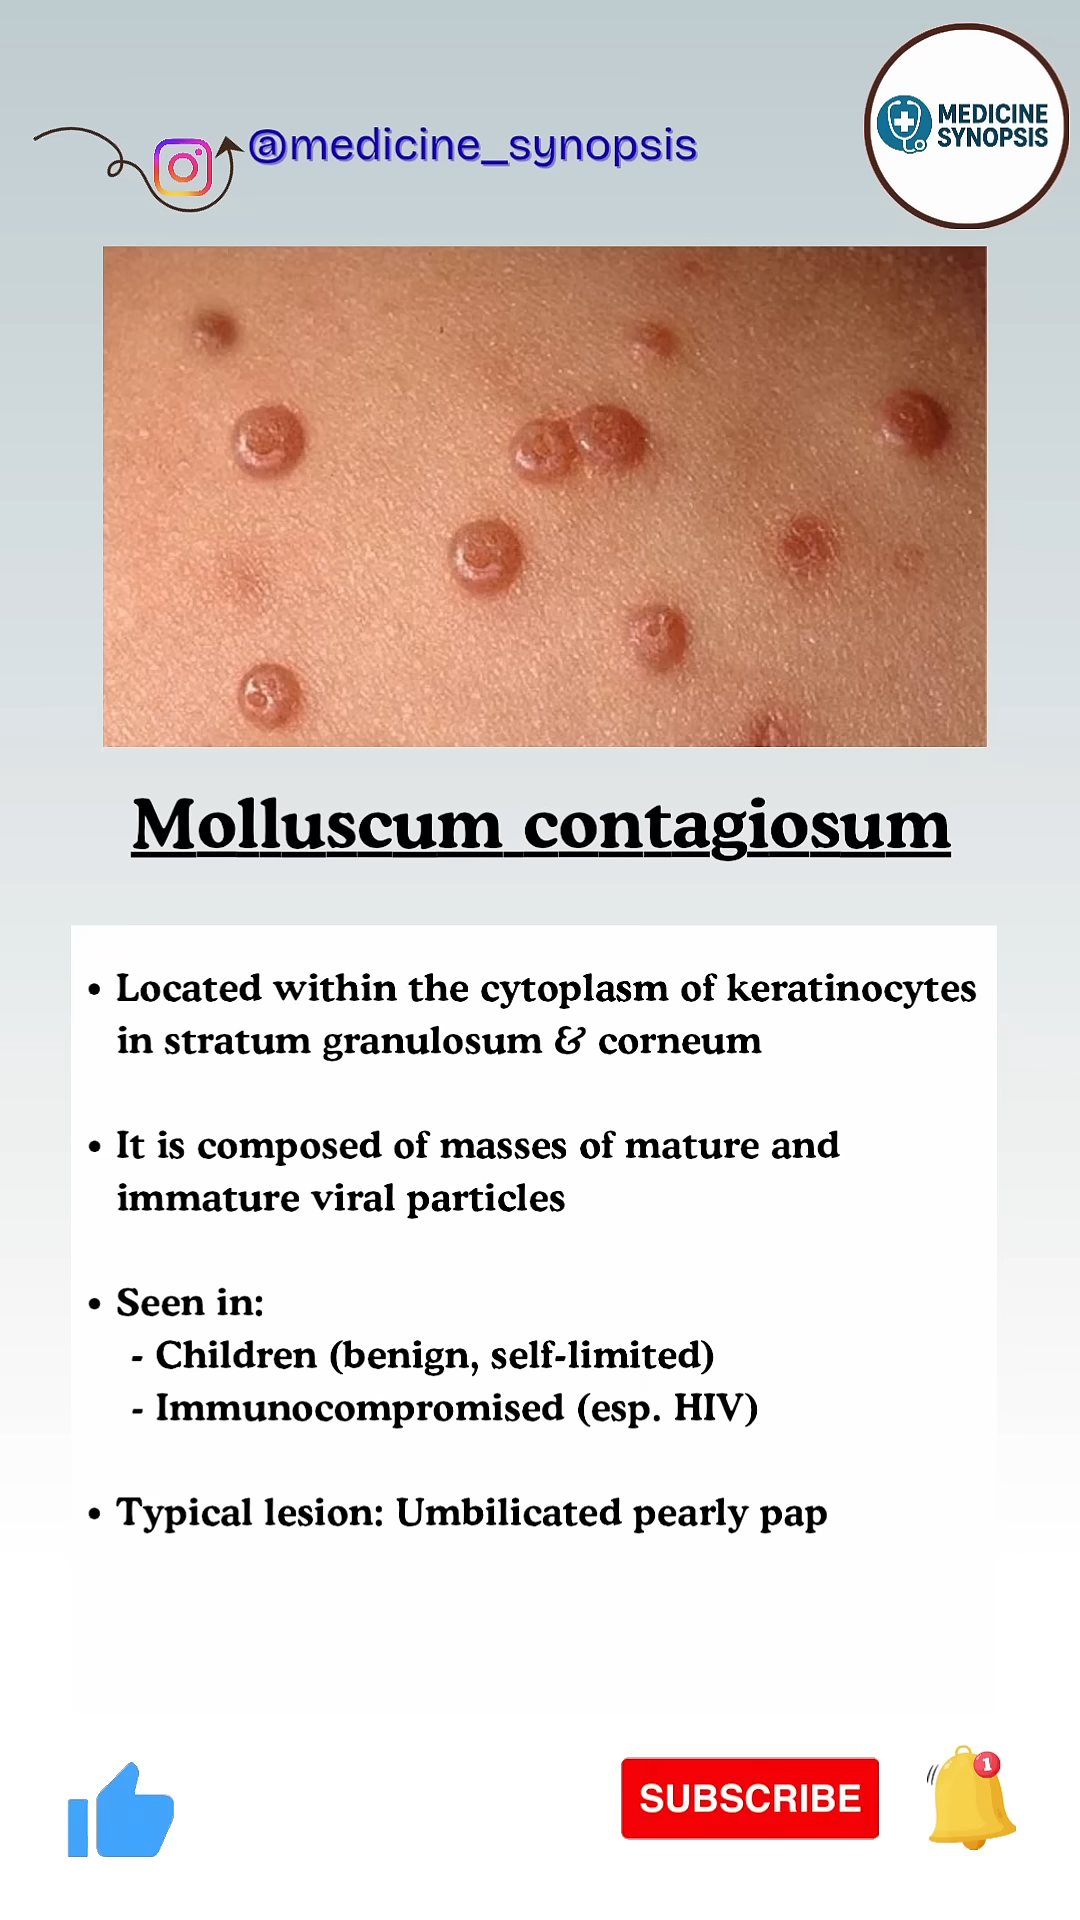 @medicine_synopsis
MEDICINE
SYNOPSIS
Molluscum contagiosum
• Located within the cytoplasm of keratinocytes
in stratum granulosum & corneum
• It is composed of masses of mature and
immature viral particles
• Seen in:
- Children (benign, self-limited)
- Immunocompromised (esp. HIV)
• Typical lesion: Umbilicated pearly pap
SUBSCRIBE
1